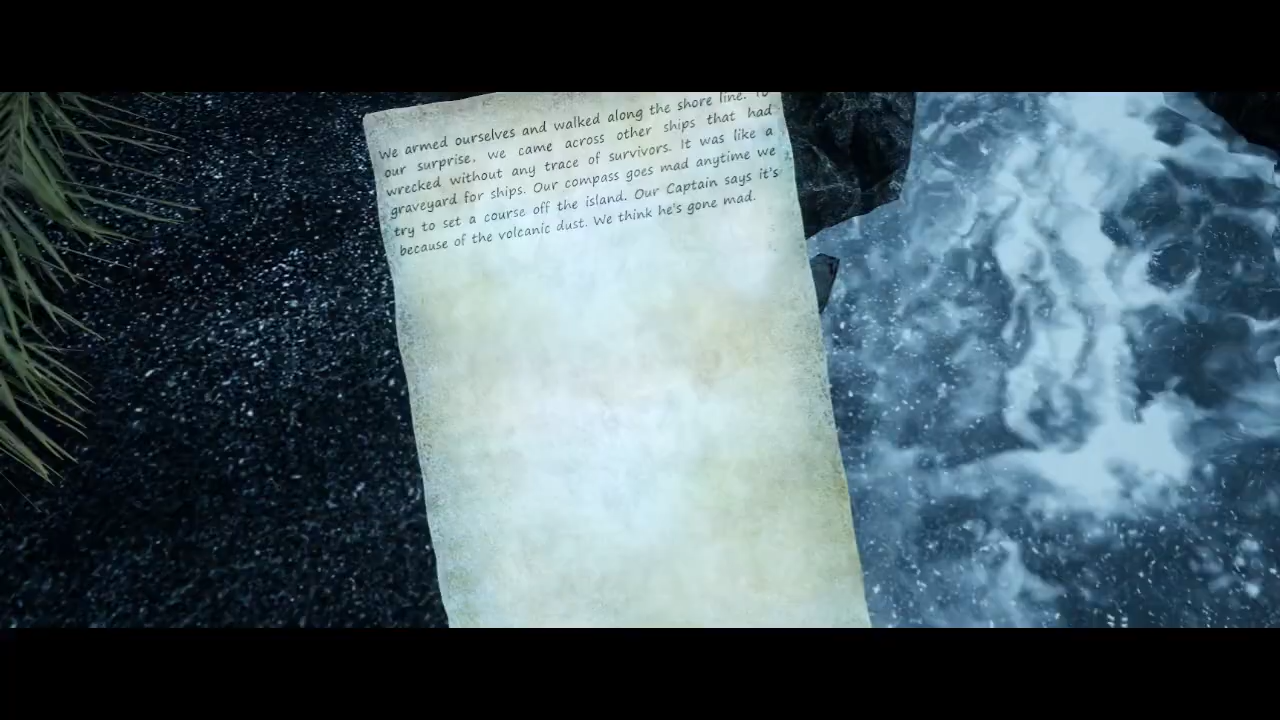 We armed ourselves and walked along the shore line. To
our surprise, we came across other ships that had
wrecked without any trace of survivors. It was like a
graveyard for ships. Our compass goes mad anytime we
try to set a course off the island. Our Captain says it's
because of the volcanic dust. We think he's gone mad.